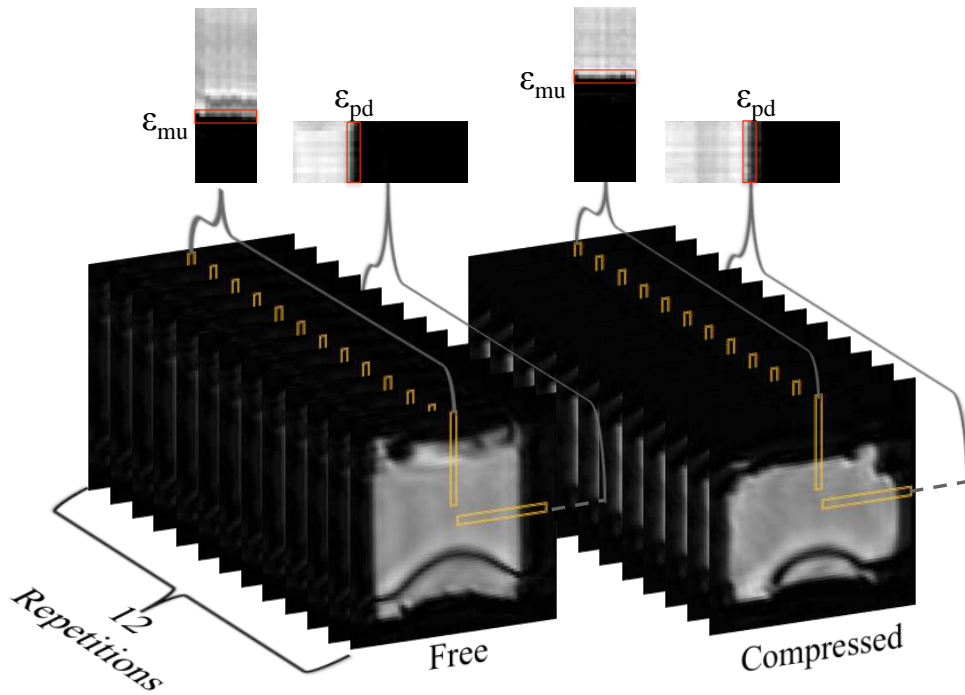 εmu
εpd
εmu
εpd
12
Repetitions
Free
Compressed